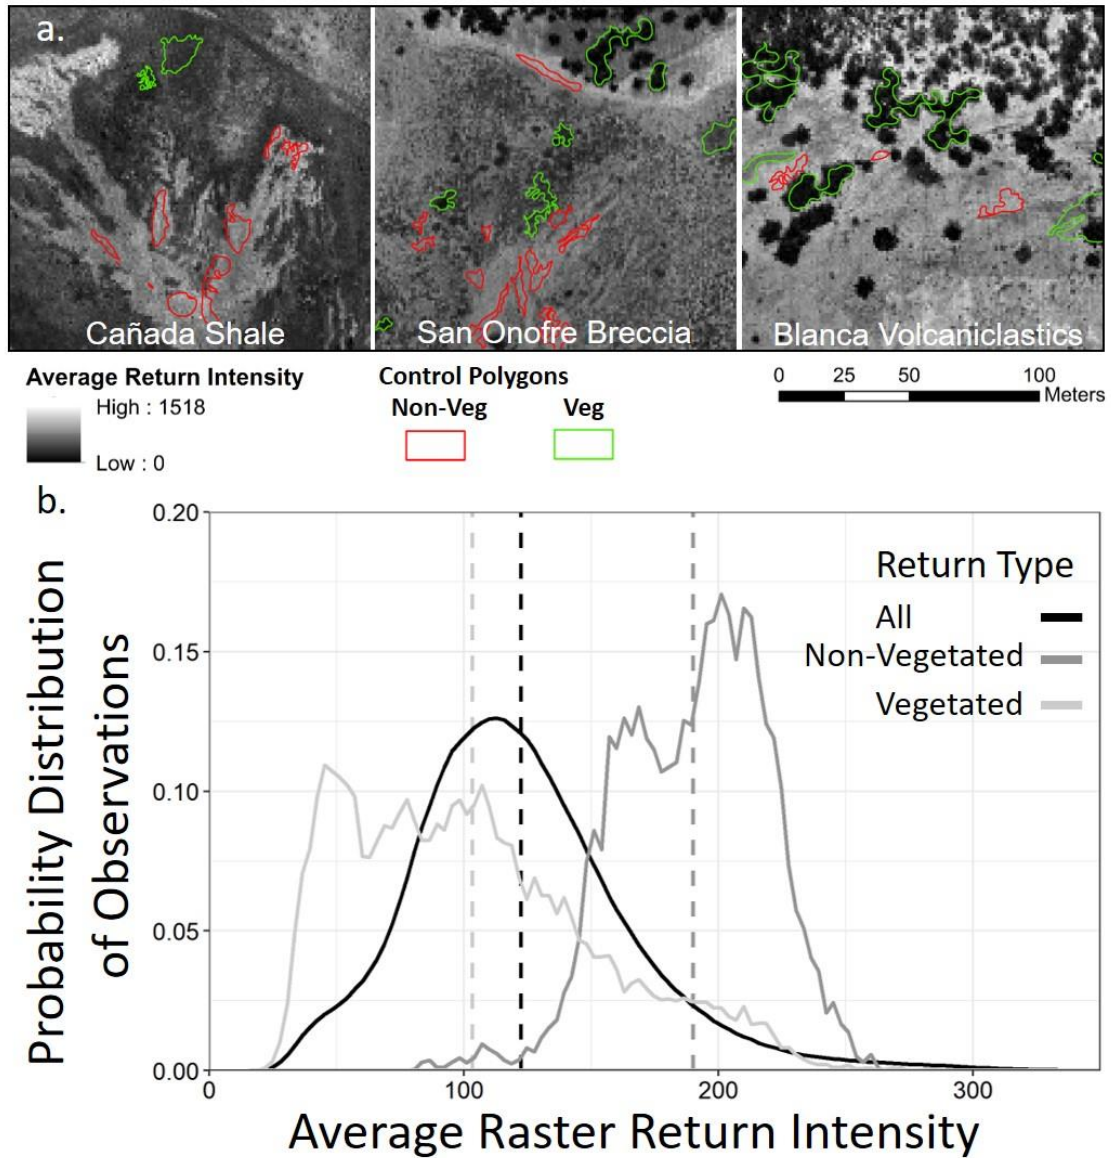 a.
Cañada Shale
San Onofre Breccia
Blanca Volcaniclastics
Average Return Intensity
High : 1518
Low : 0
Control Polygons
Non-Veg
Veg
0 25 50 100
Meters
b.
0.20
0.15
0.10
0.05
0.00
Probability Distribution
of Observations
Return Type
All
Non-Vegetated
Vegetated
0 100 200 300
Average Raster Return Intensity